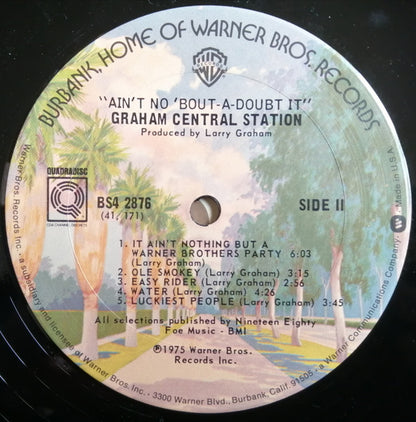 BURBANK, HOME OF WARNER BROS. RECORDS
"AIN'T NO 'BOUT-A-DOUBT IT"
GRAHAM CENTRAL STATION
Produced by Larry Graham
QUADRADISC
BS4 2876
(41, 171)
SIDE II
1. IT AIN'T NOTHING BUT A
WARNER BROTHERS PARTY 6:03
(Larry Graham)
2. OLE SMOKEY (Larry Graham) 3:15
3. EASY RIDER (Larry Graham) 2:56
4. WATER (Larry Graham) 4:26
5. LUCKIEST PEOPLE (Larry Graham) 3:45
All selections published by Nineteen Eighty
Foe Music - BMI
℗1975 Warner Bros.
Records Inc.
Warner Bros. Records Inc., a subsidiary and licensee of Warner Bros. Inc. · 3300 Warner Blvd., Burbank, Calif. 91505 · a Warner Communications Company. Made in U.S.A.